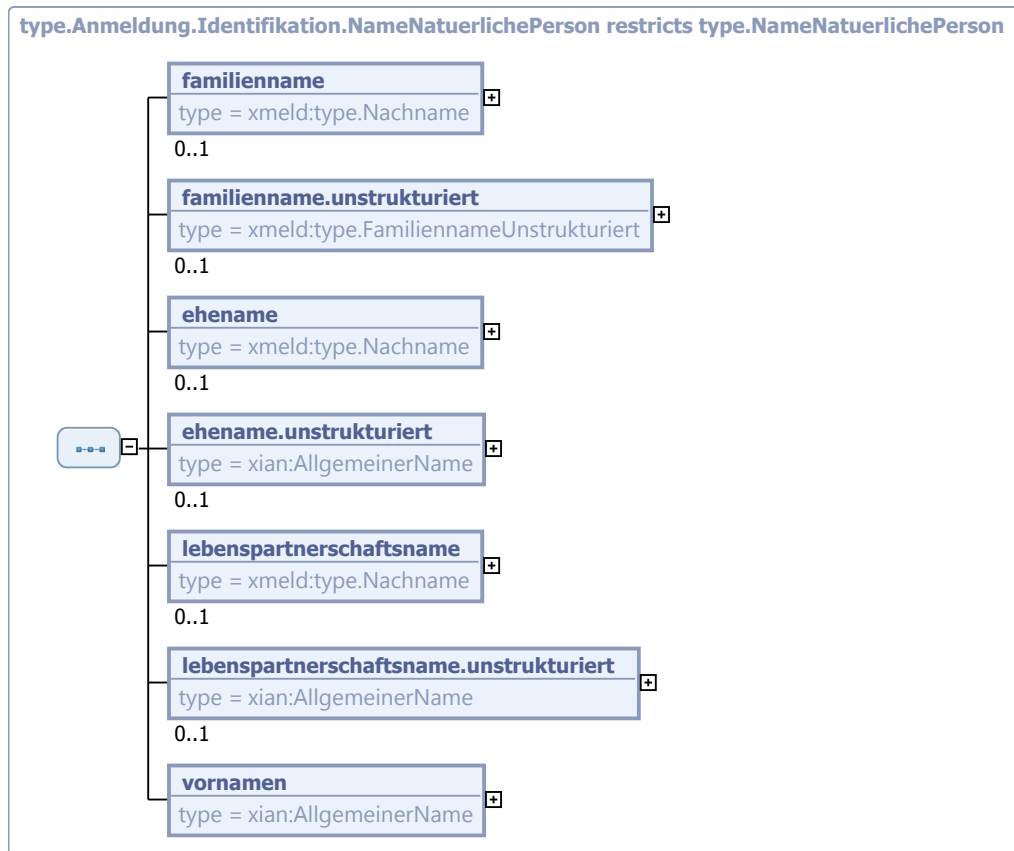 type.Anmeldung.Identifikation.NameNatuerlichePerson restricts type.NameNatuerlichePerson
familienname
type = xmeld:type.Nachname
0..1
familienname.unstrukturiert
type = xmeld:type.FamiliennameUnstrukturiert
0..1
ehename
type = xmeld:type.Nachname
0..1
ehename.unstrukturiert
type = xian:AllgemeinerName
0..1
lebenspartnerschaftsname
type = xmeld:type.Nachname
0..1
lebenspartnerschaftsname.unstrukturiert
type = xian:AllgemeinerName
0..1
vornamen
type = xian:AllgemeinerName